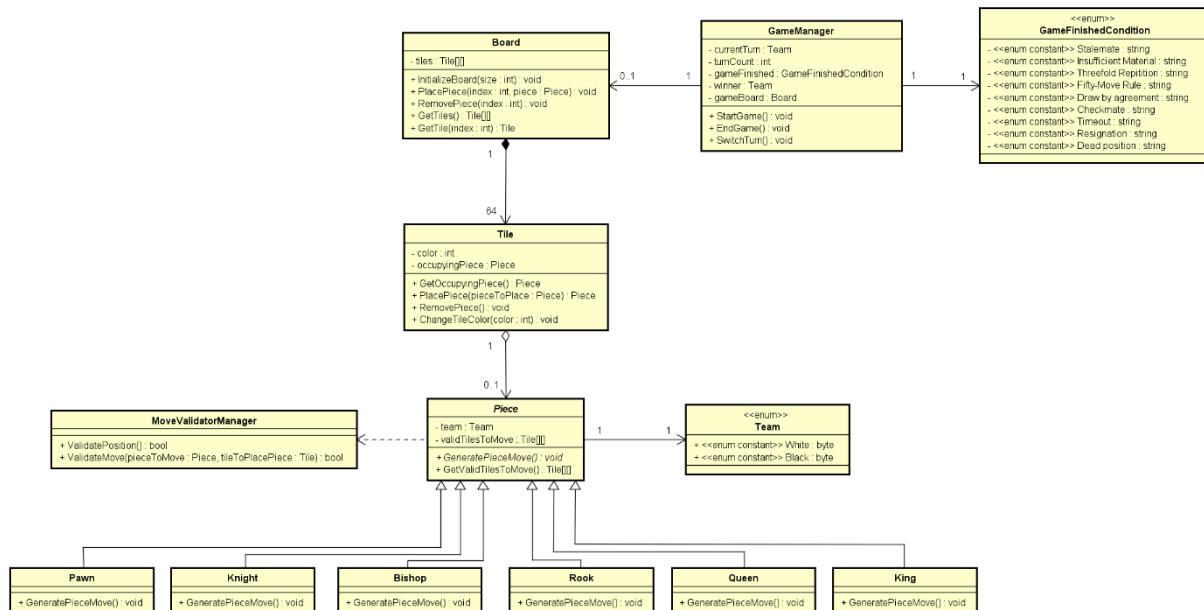 Board
- tiles : Tile[][]
+ InitializeBoard(size : int) : void
+ PlacePiece(index : int, piece : Piece) : void
+ RemovePiece(index : int) : void
+ GetTiles() : Tile[][]
+ GetTile(index : int) : Tile
0..1
1
GameManager
- currentTurn : Team
- turnCount : int
- gameFinished : GameFinishedCondition
- winner : Team
- gameBoard : Board
+ StartGame() : void
+ EndGame() : void
+ SwitchTurn() : void
1
1
<<enum>>
GameFinishedCondition
- <<enum constant>> Stalemate : string
- <<enum constant>> Insufficient Material : string
- <<enum constant>> Threefold Repitition : string
- <<enum constant>> Fifty-Move Rule : string
- <<enum constant>> Draw by agreement : string
- <<enum constant>> Checkmate : string
- <<enum constant>> Timeout : string
- <<enum constant>> Resignation : string
- <<enum constant>> Dead position : string
1
64
Tile
- color : int
- occupyingPiece : Piece
+ GetOccupyingPiece() : Piece
+ PlacePiece(pieceToPlace : Piece) : Piece
+ RemovePiece() : void
+ ChangeTileColor(color : int) : void
1
0..1
MoveValidatorManager
+ ValidatePosition() : bool
+ ValidateMove(pieceToMove : Piece, tileToPlacePiece : Tile) : bool
Piece
- team : Team
- validTilesToMove : Tile[][]
+ GeneratePieceMove() : void
+ GetValidTilesToMove() : Tile[][]
1
1
<<enum>>
Team
+ <<enum constant>> White : byte
+ <<enum constant>> Black : byte
Pawn
+ GeneratePieceMove() : void
Knight
+ GeneratePieceMove() : void
Bishop
+ GeneratePieceMove() : void
Rook
+ GeneratePieceMove() : void
Queen
+ GeneratePieceMove() : void
King
+ GeneratePieceMove() : void